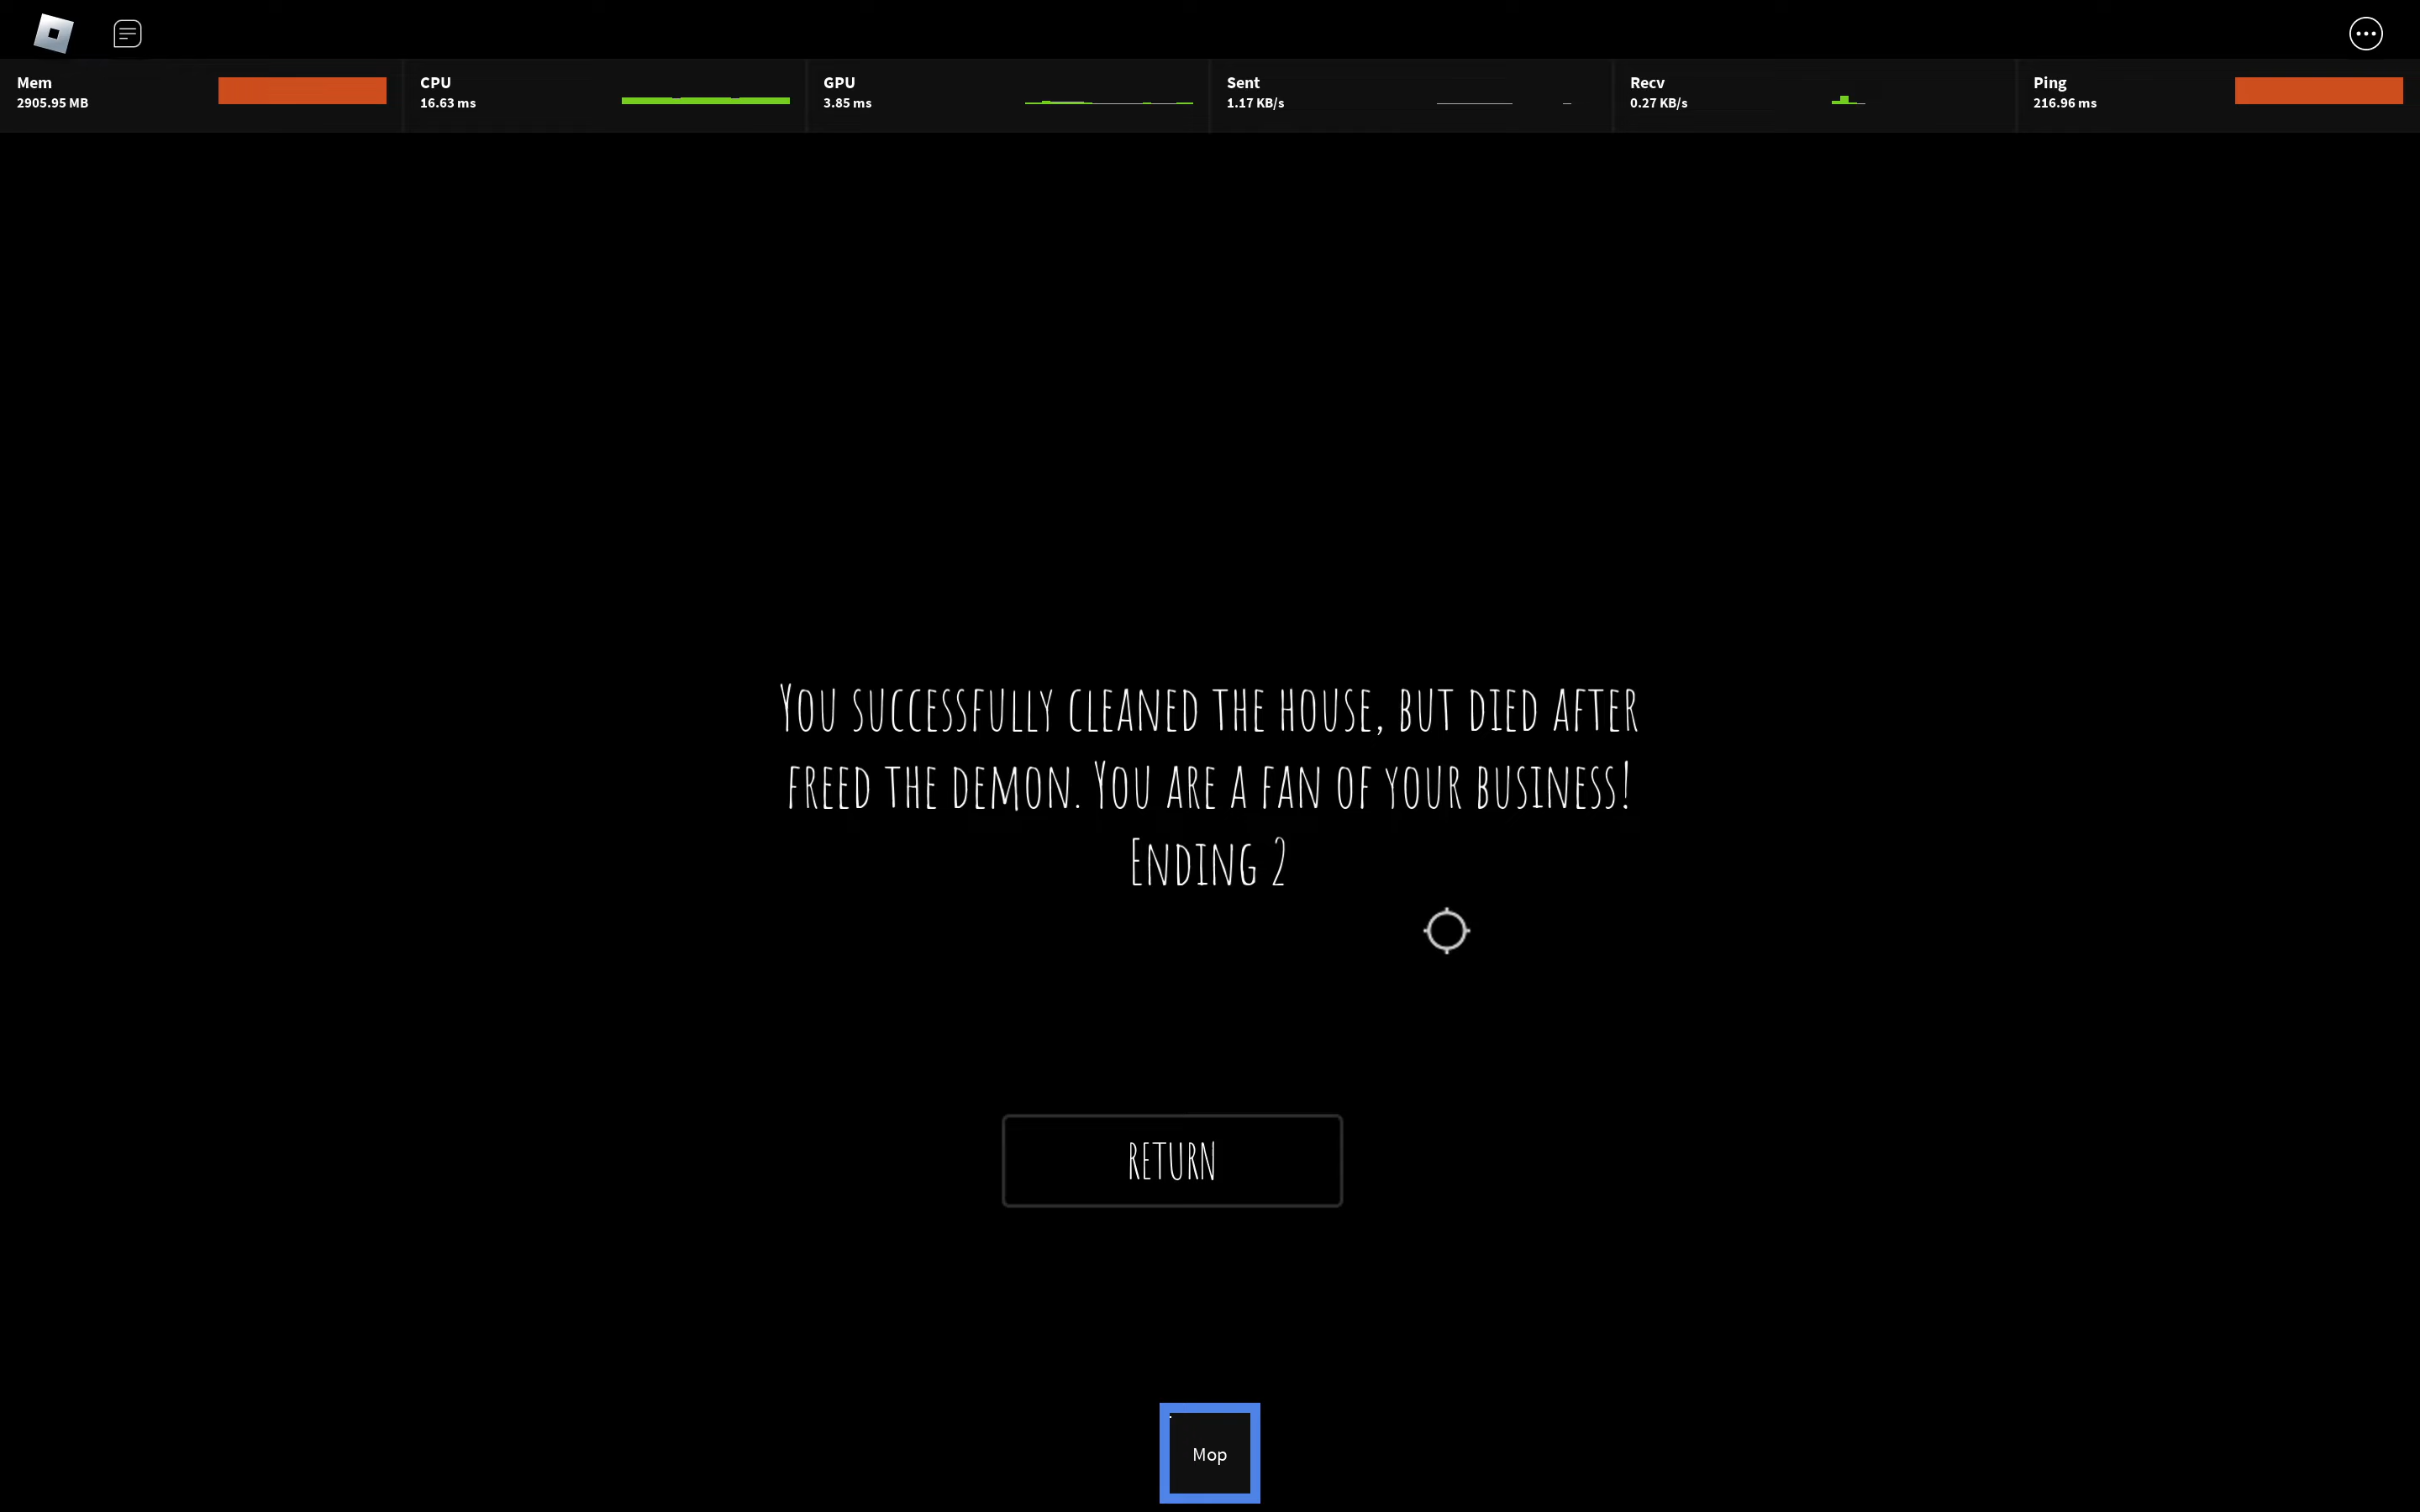 Mem CPU GPU Sent Recv Ping
2905.95 MB 16.63 ms 3.85 ms 1.17 KB/s 0.27 KB/s 216.96 ms
You successfully cleaned the house, but died after
freed the demon. You are a fan of your business!
Ending 2
RETURN
Mop